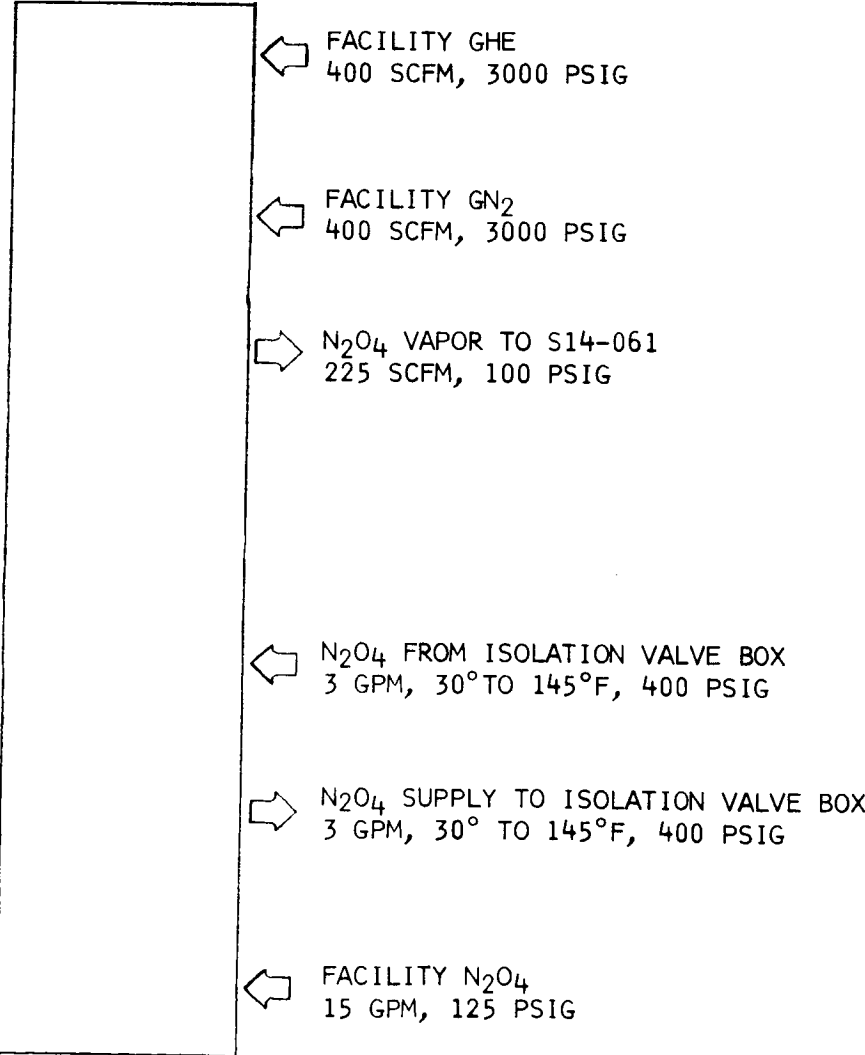 FACILITY GHE
400 SCFM, 3000 PSIG
FACILITY GN₂
400 SCFM, 3000 PSIG
N₂O₄ VAPOR TO S14-061
225 SCFM, 100 PSIG
N₂O₄ FROM ISOLATION VALVE BOX
3 GPM, 30°TO 145°F, 400 PSIG
N₂O₄ SUPPLY TO ISOLATION VALVE BOX
3 GPM, 30° TO 145°F, 400 PSIG
FACILITY N₂O₄
15 GPM, 125 PSIG